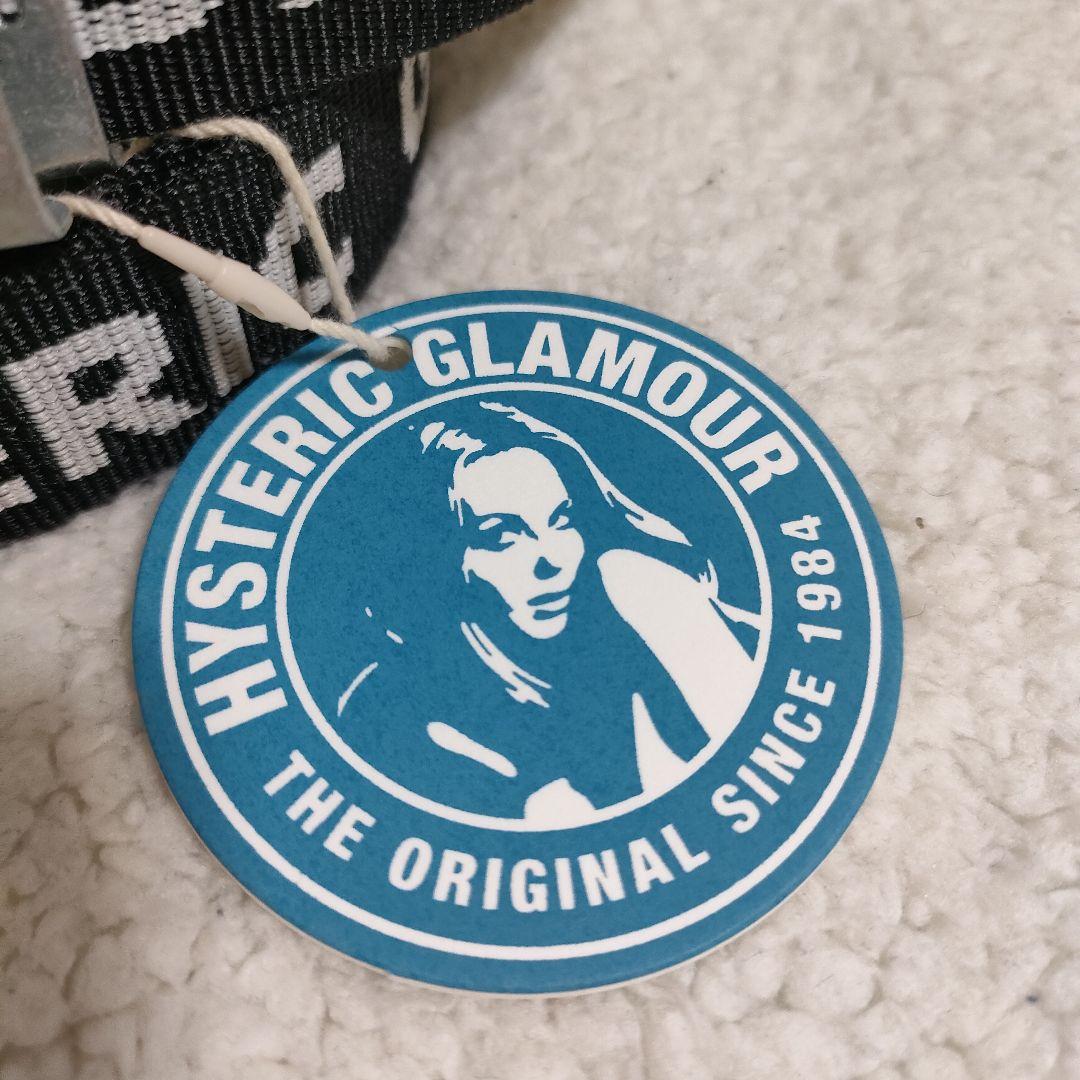 HYSTERIC GLAMOUR
THE ORIGINAL SINCE 1984